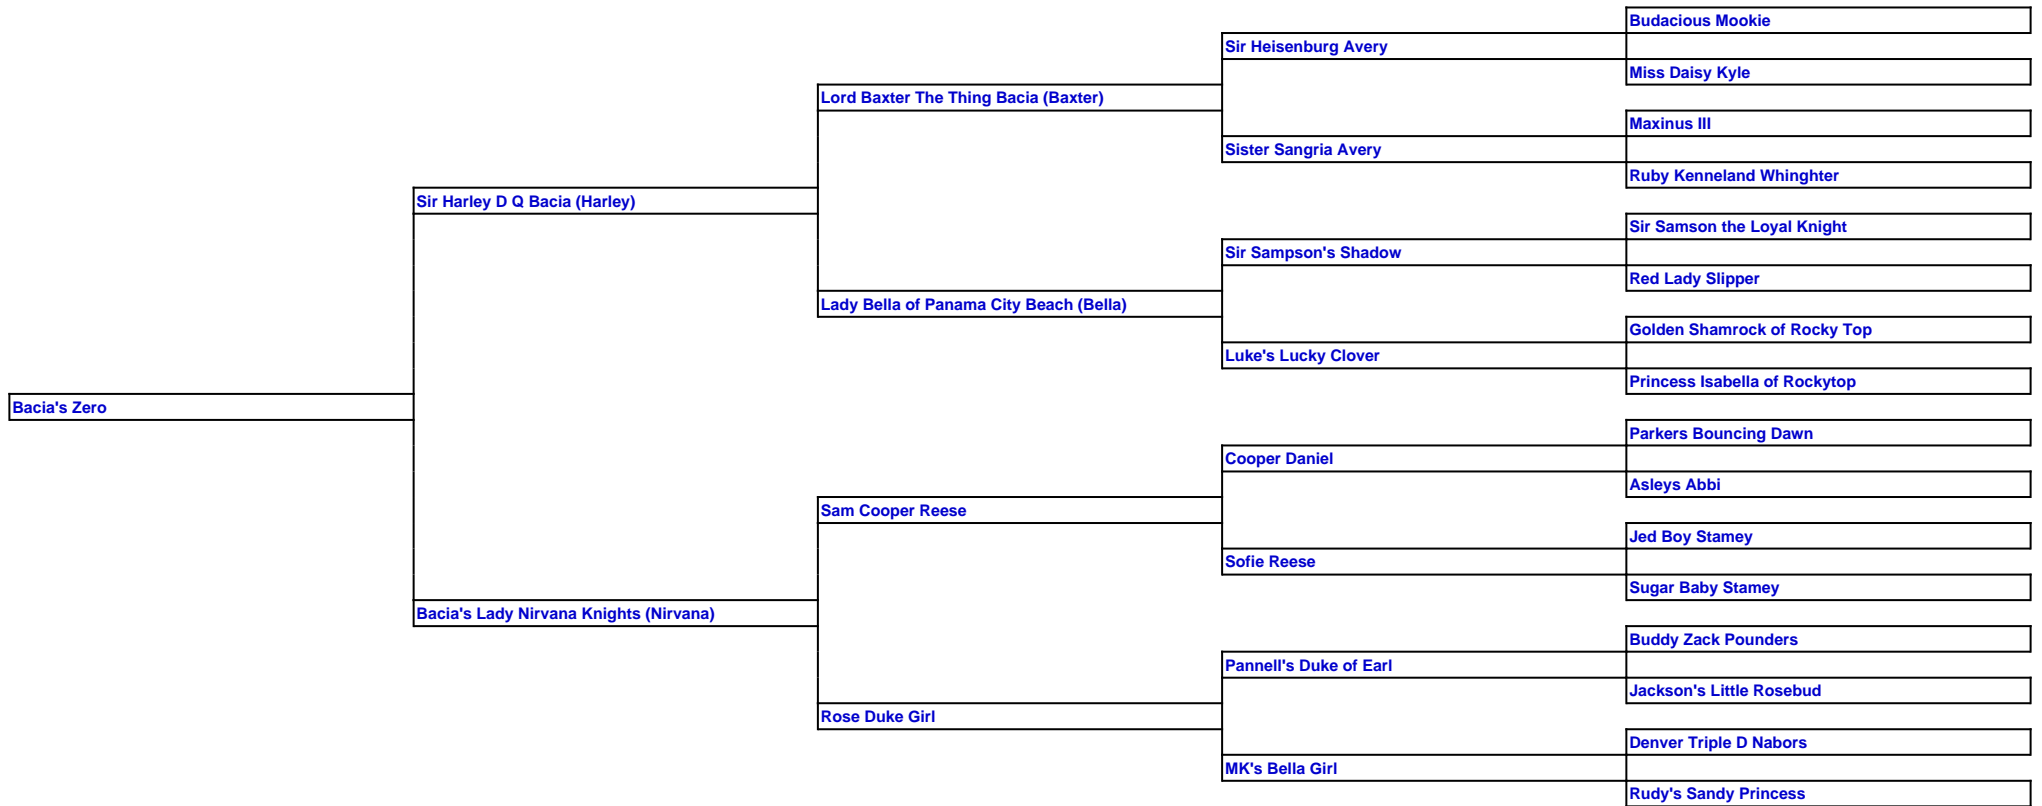 Budacious Mookie
Sir Heisenburg Avery
Miss Daisy Kyle
Lord Baxter The Thing Bacia (Baxter)
Maxinus III
Sister Sangria Avery
Ruby Kenneland Whinghter
Sir Harley D Q Bacia (Harley)
Sir Samson the Loyal Knight
Sir Sampson's Shadow
Red Lady Slipper
Lady Bella of Panama City Beach (Bella)
Golden Shamrock of Rocky Top
Luke's Lucky Clover
Princess Isabella of Rockytop
Bacia's Zero
Parkers Bouncing Dawn
Cooper Daniel
Asleys Abbi
Sam Cooper Reese
Jed Boy Stamey
Sofie Reese
Sugar Baby Stamey
Bacia's Lady Nirvana Knights (Nirvana)
Buddy Zack Pounders
Pannell's Duke of Earl
Jackson's Little Rosebud
Rose Duke Girl
Denver Triple D Nabors
MK's Bella Girl
Rudy's Sandy Princess